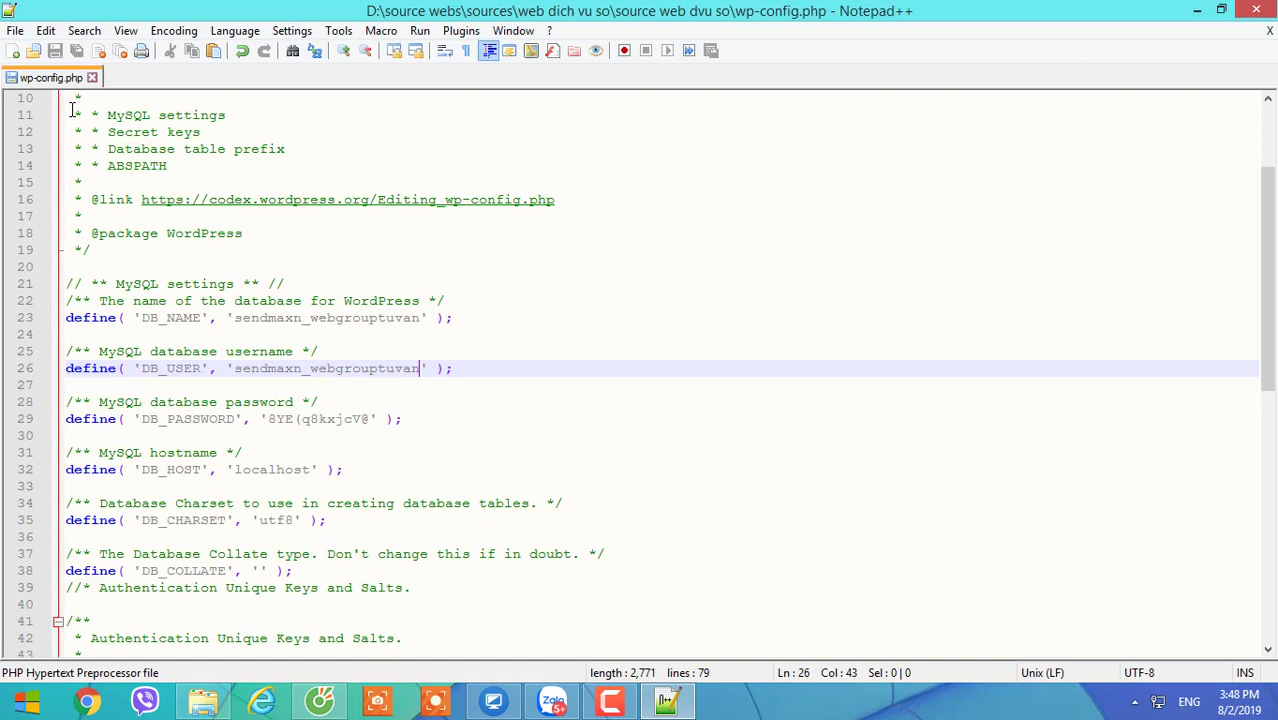 D:\source webs\sources\web dich vu so\source web dvu so\wp-config.php - Notepad++
File Edit Search View Encoding Language Settings Tools Macro Run Plugins Window ? X
wp-config.php
10 *
11 * * MySQL settings
12 * * Secret keys
13 * * Database table prefix
14 * * ABSPATH
15 *
16 * @link https://codex.wordpress.org/Editing_wp-config.php
17 *
18 * @package WordPress
19 */
20
21 // ** MySQL settings ** //
22 /** The name of the database for WordPress */
23 define( 'DB_NAME', 'sendmaxn_webgrouptuvan' );
24
25 /** MySQL database username */
26 define( 'DB_USER', 'sendmaxn_webgrouptuvan' );
27
28 /** MySQL database password */
29 define( 'DB_PASSWORD', '8YE(q8kxjcV@' );
30
31 /** MySQL hostname */
32 define( 'DB_HOST', 'localhost' );
33
34 /** Database Charset to use in creating database tables. */
35 define( 'DB_CHARSET', 'utf8' );
36
37 /** The Database Collate type. Don't change this if in doubt. */
38 define( 'DB_COLLATE', '' );
39 //* Authentication Unique Keys and Salts.
40
41 /**
42 * Authentication Unique Keys and Salts.
43 *
PHP Hypertext Preprocessor file length : 2,771 lines : 79 Ln : 26 Col : 43 Sel : 0 | 0 Unix (LF) UTF-8 INS
Zalo
5+
n++
ENG
3:48 PM
8/2/2019